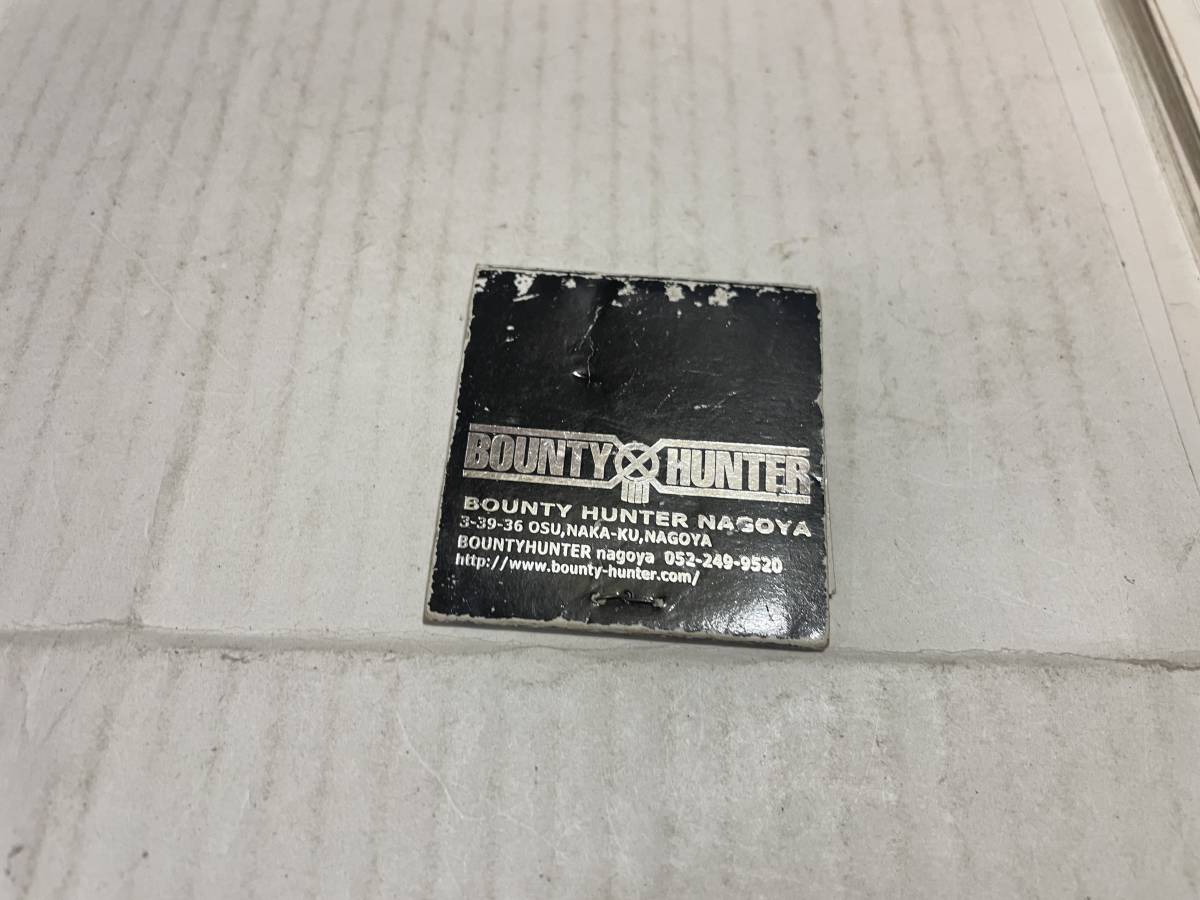 BOUNTY HUNTER
BOUNTY HUNTER NAGOYA
3-39-36 OSU,NAKA-KU,NAGOYA
BOUNTYHUNTER nagoya 052-249-9520
http://www.bounty-hunter.com/